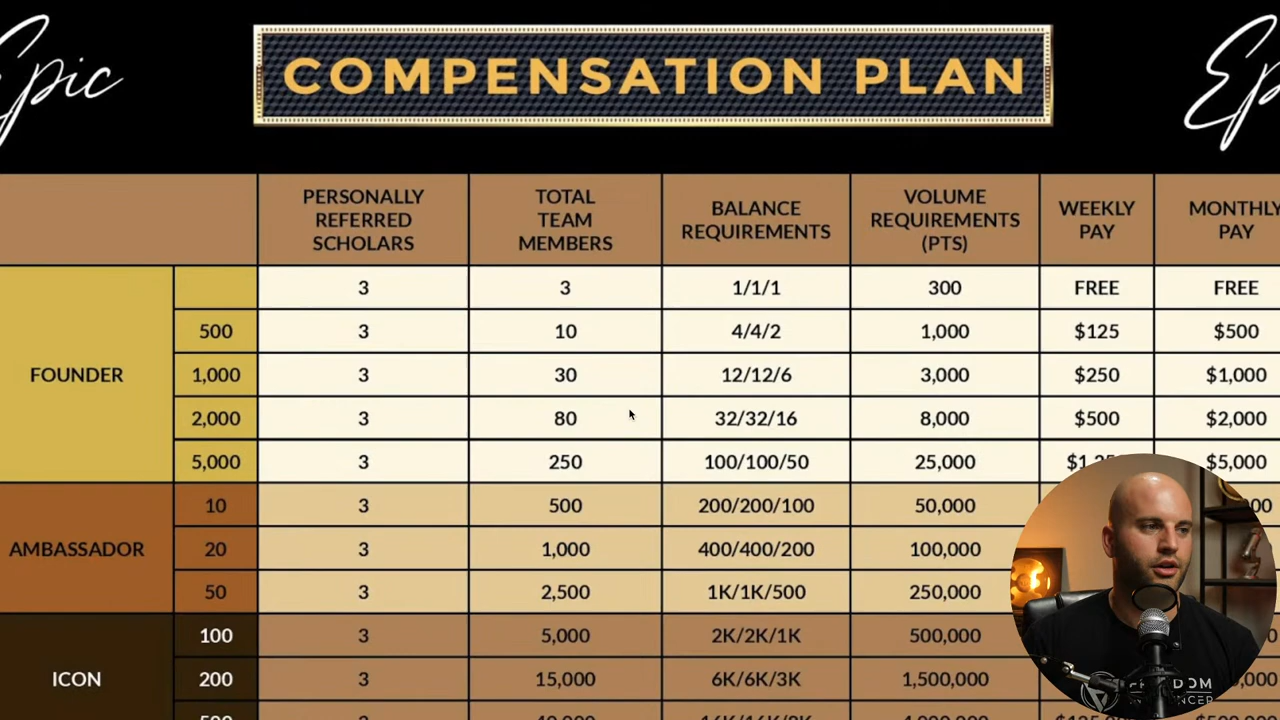 Epic
COMPENSATION PLAN
PERSONALLY REFERRED SCHOLARS TOTAL TEAM MEMBERS BALANCE REQUIREMENTS VOLUME REQUIREMENTS (PTS) WEEKLY PAY MONTHLY PAY
FOUNDER
3 3 1/1/1 300 FREE FREE
500 3 10 4/4/2 1,000 $125 $500
1,000 3 30 12/12/6 3,000 $250 $1,000
2,000 3 80 32/32/16 8,000 $500 $2,000
5,000 3 250 100/100/50 25,000 $5,000
AMBASSADOR
10 3 500 200/200/100 50,000
20 3 1,000 400/400/200 100,000
50 3 2,500 1K/1K/500 250,000
ICON
100 3 5,000 2K/2K/1K 500,000
200 3 15,000 6K/6K/3K 1,500,000